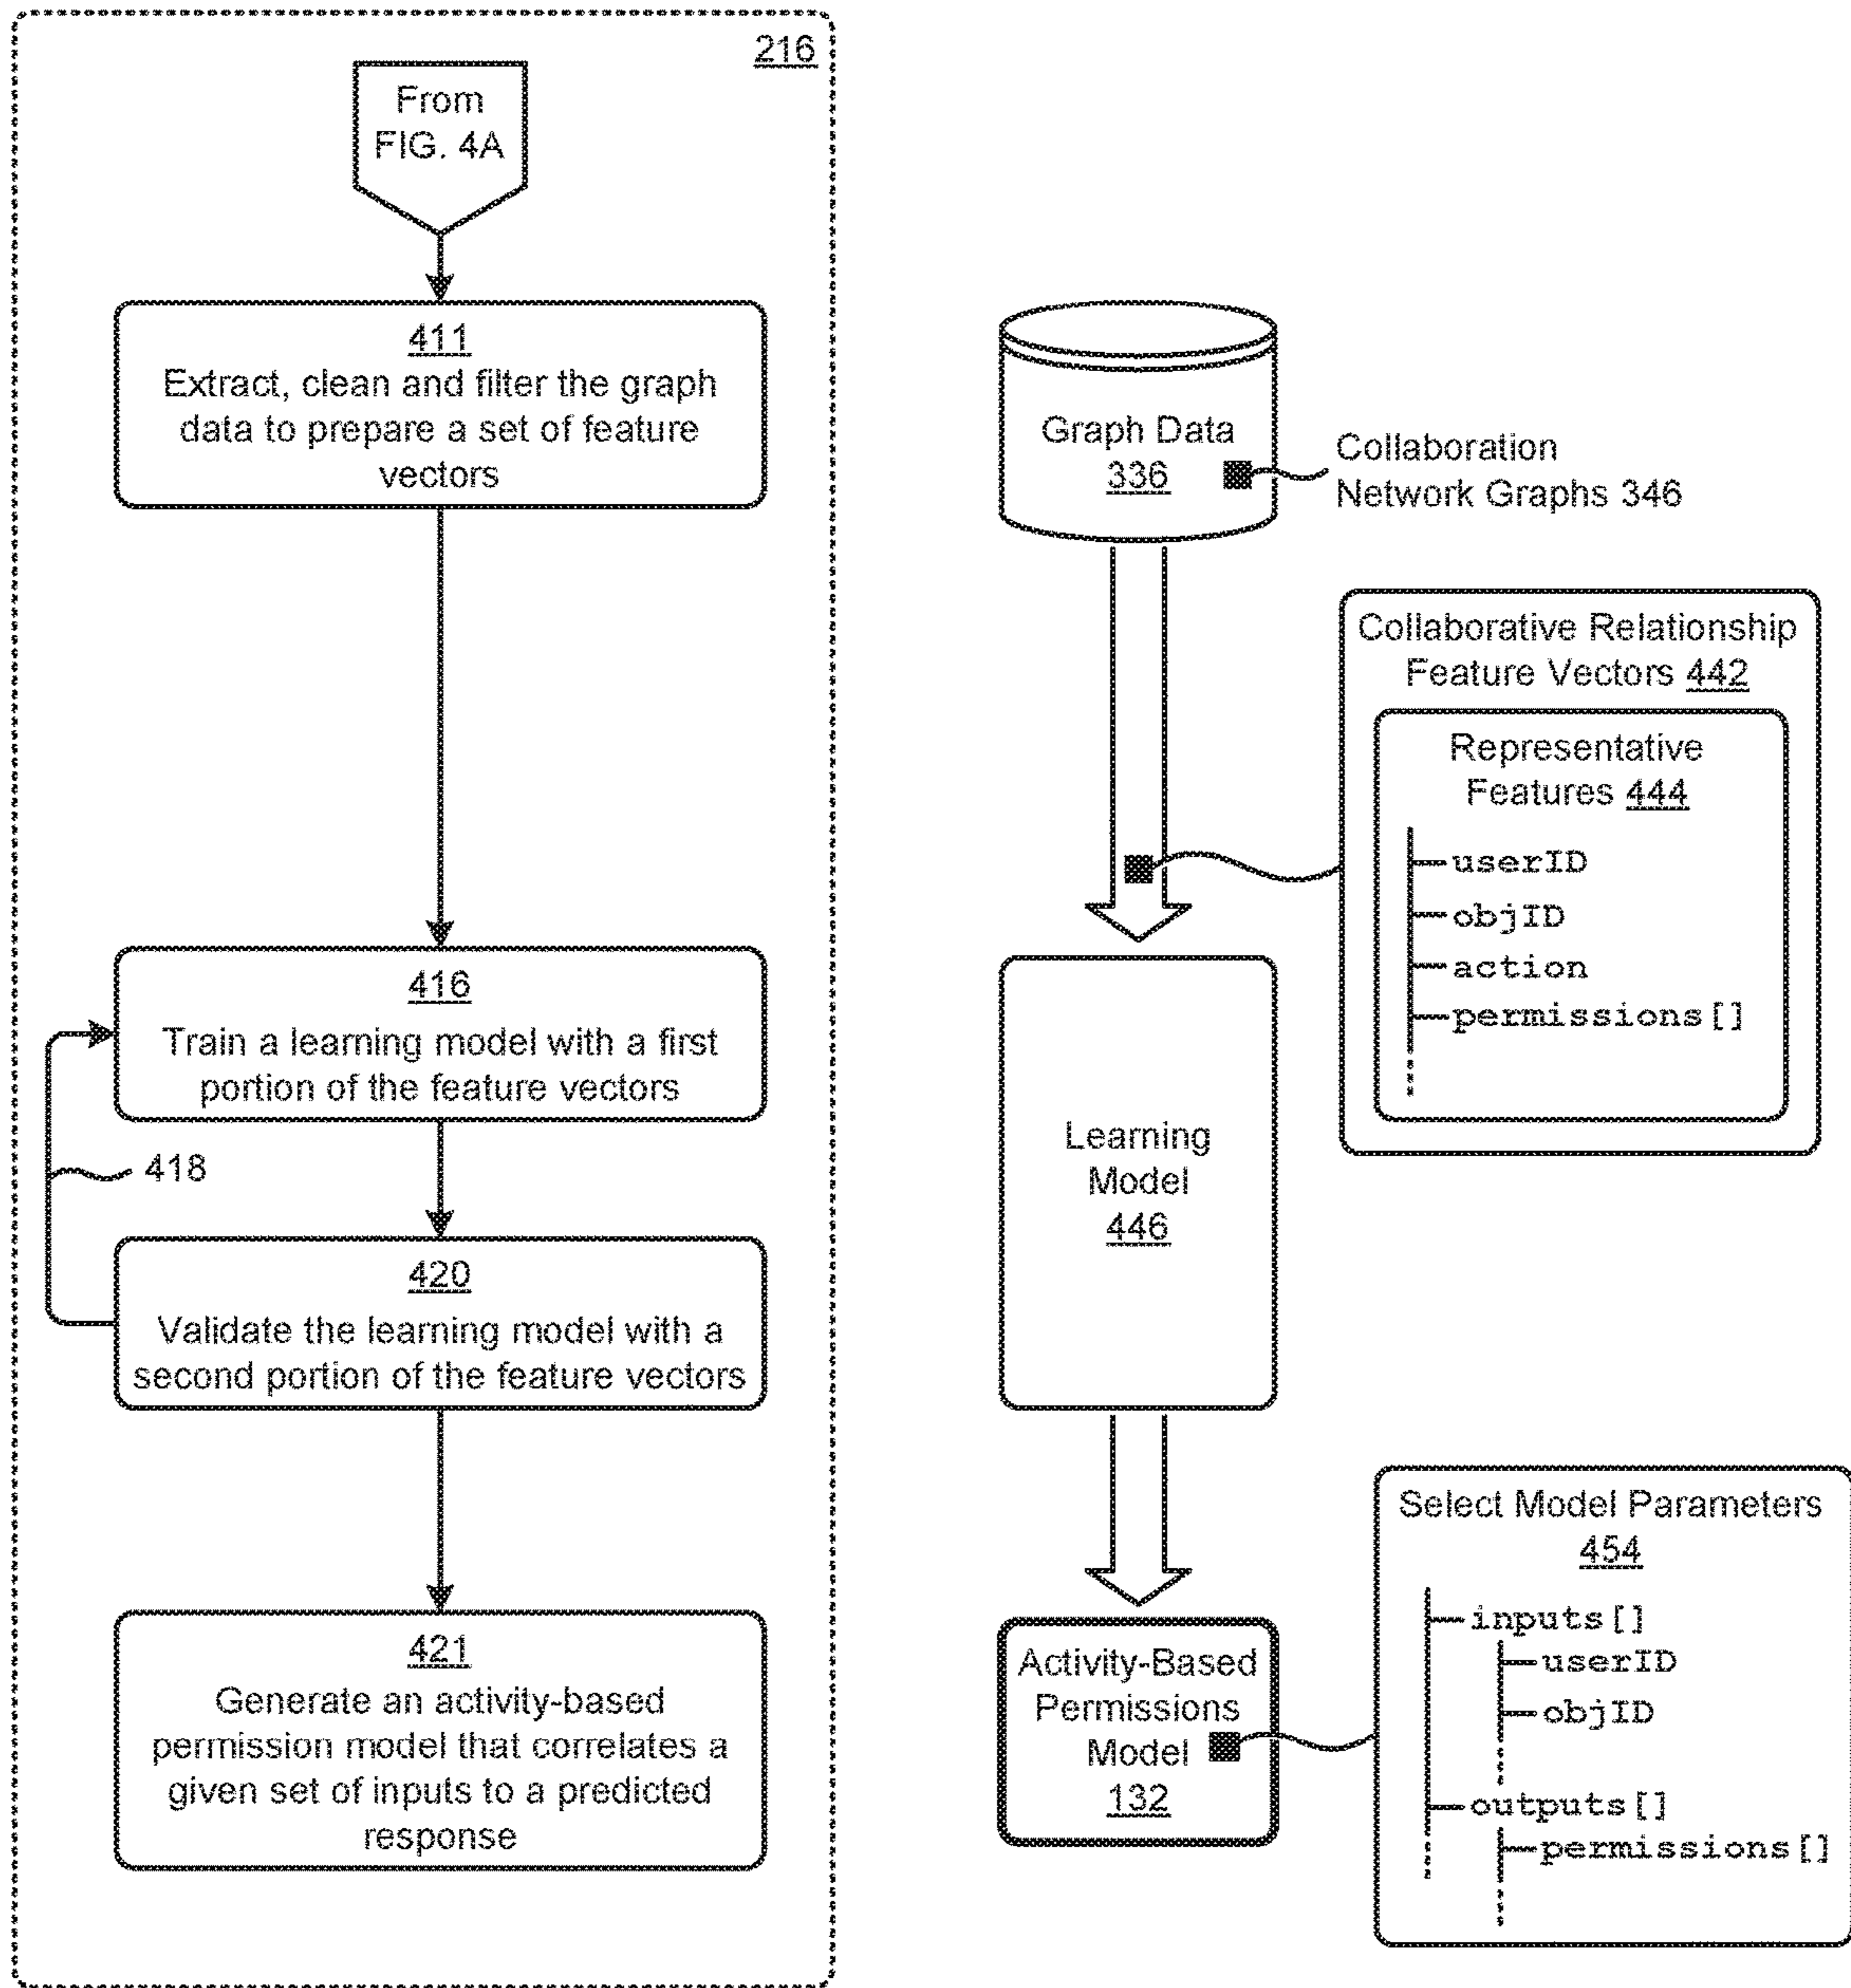 216
From
FIG. 4A
411
Extract, clean and filter the graph
data to prepare a set of feature
vectors
416
Train a learning model with a first
portion of the feature vectors
418
420
Validate the learning model with a
second portion of the feature vectors
421
Generate an activity-based
permission model that correlates a
given set of inputs to a predicted
response
Graph Data
336
Collaboration
Network Graphs 346
Collaborative Relationship
Feature Vectors 442
Representative
Features 444
userID
objID
action
permissions[]
Learning
Model
446
Activity-Based
Permissions
Model
132
Select Model Parameters
454
inputs[]
userID
objID
outputs[]
permissions[]